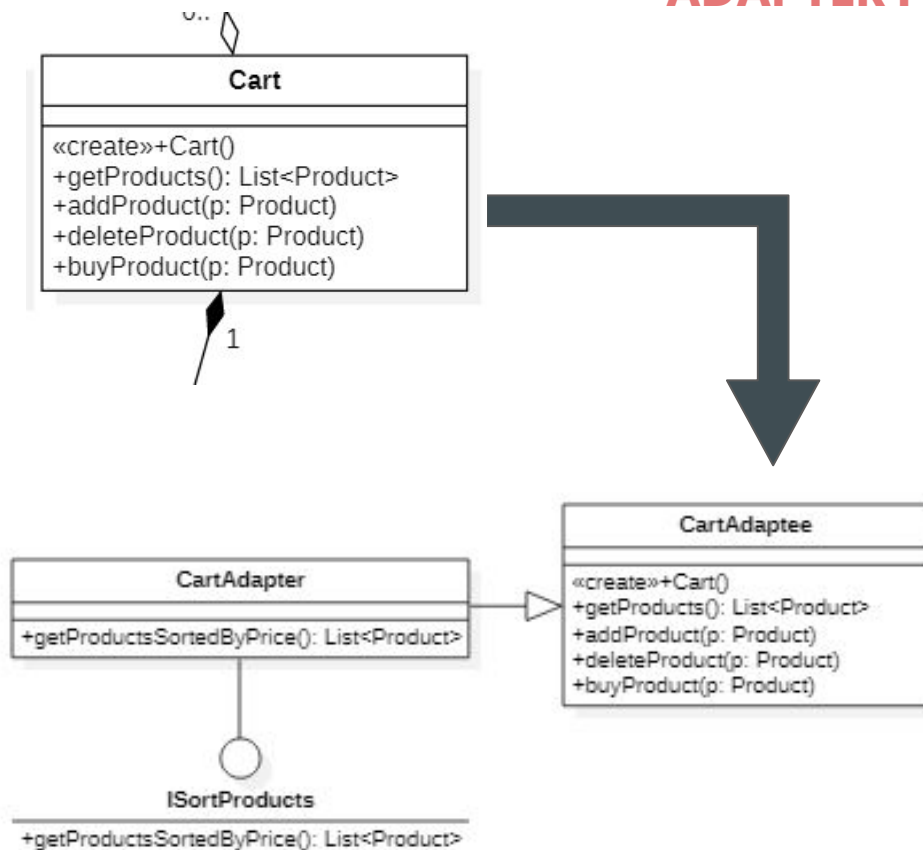 Cart
«create»+Cart()
+getProducts(): List<Product>
+addProduct(p: Product)
+deleteProduct(p: Product)
+buyProduct(p: Product)
1
CartAdaptee
«create»+Cart()
+getProducts(): List<Product>
+addProduct(p: Product)
+deleteProduct(p: Product)
+buyProduct(p: Product)
CartAdapter
+getProductsSortedByPrice(): List<Product>
ISortProducts
+getProductsSortedByPrice(): List<Product>